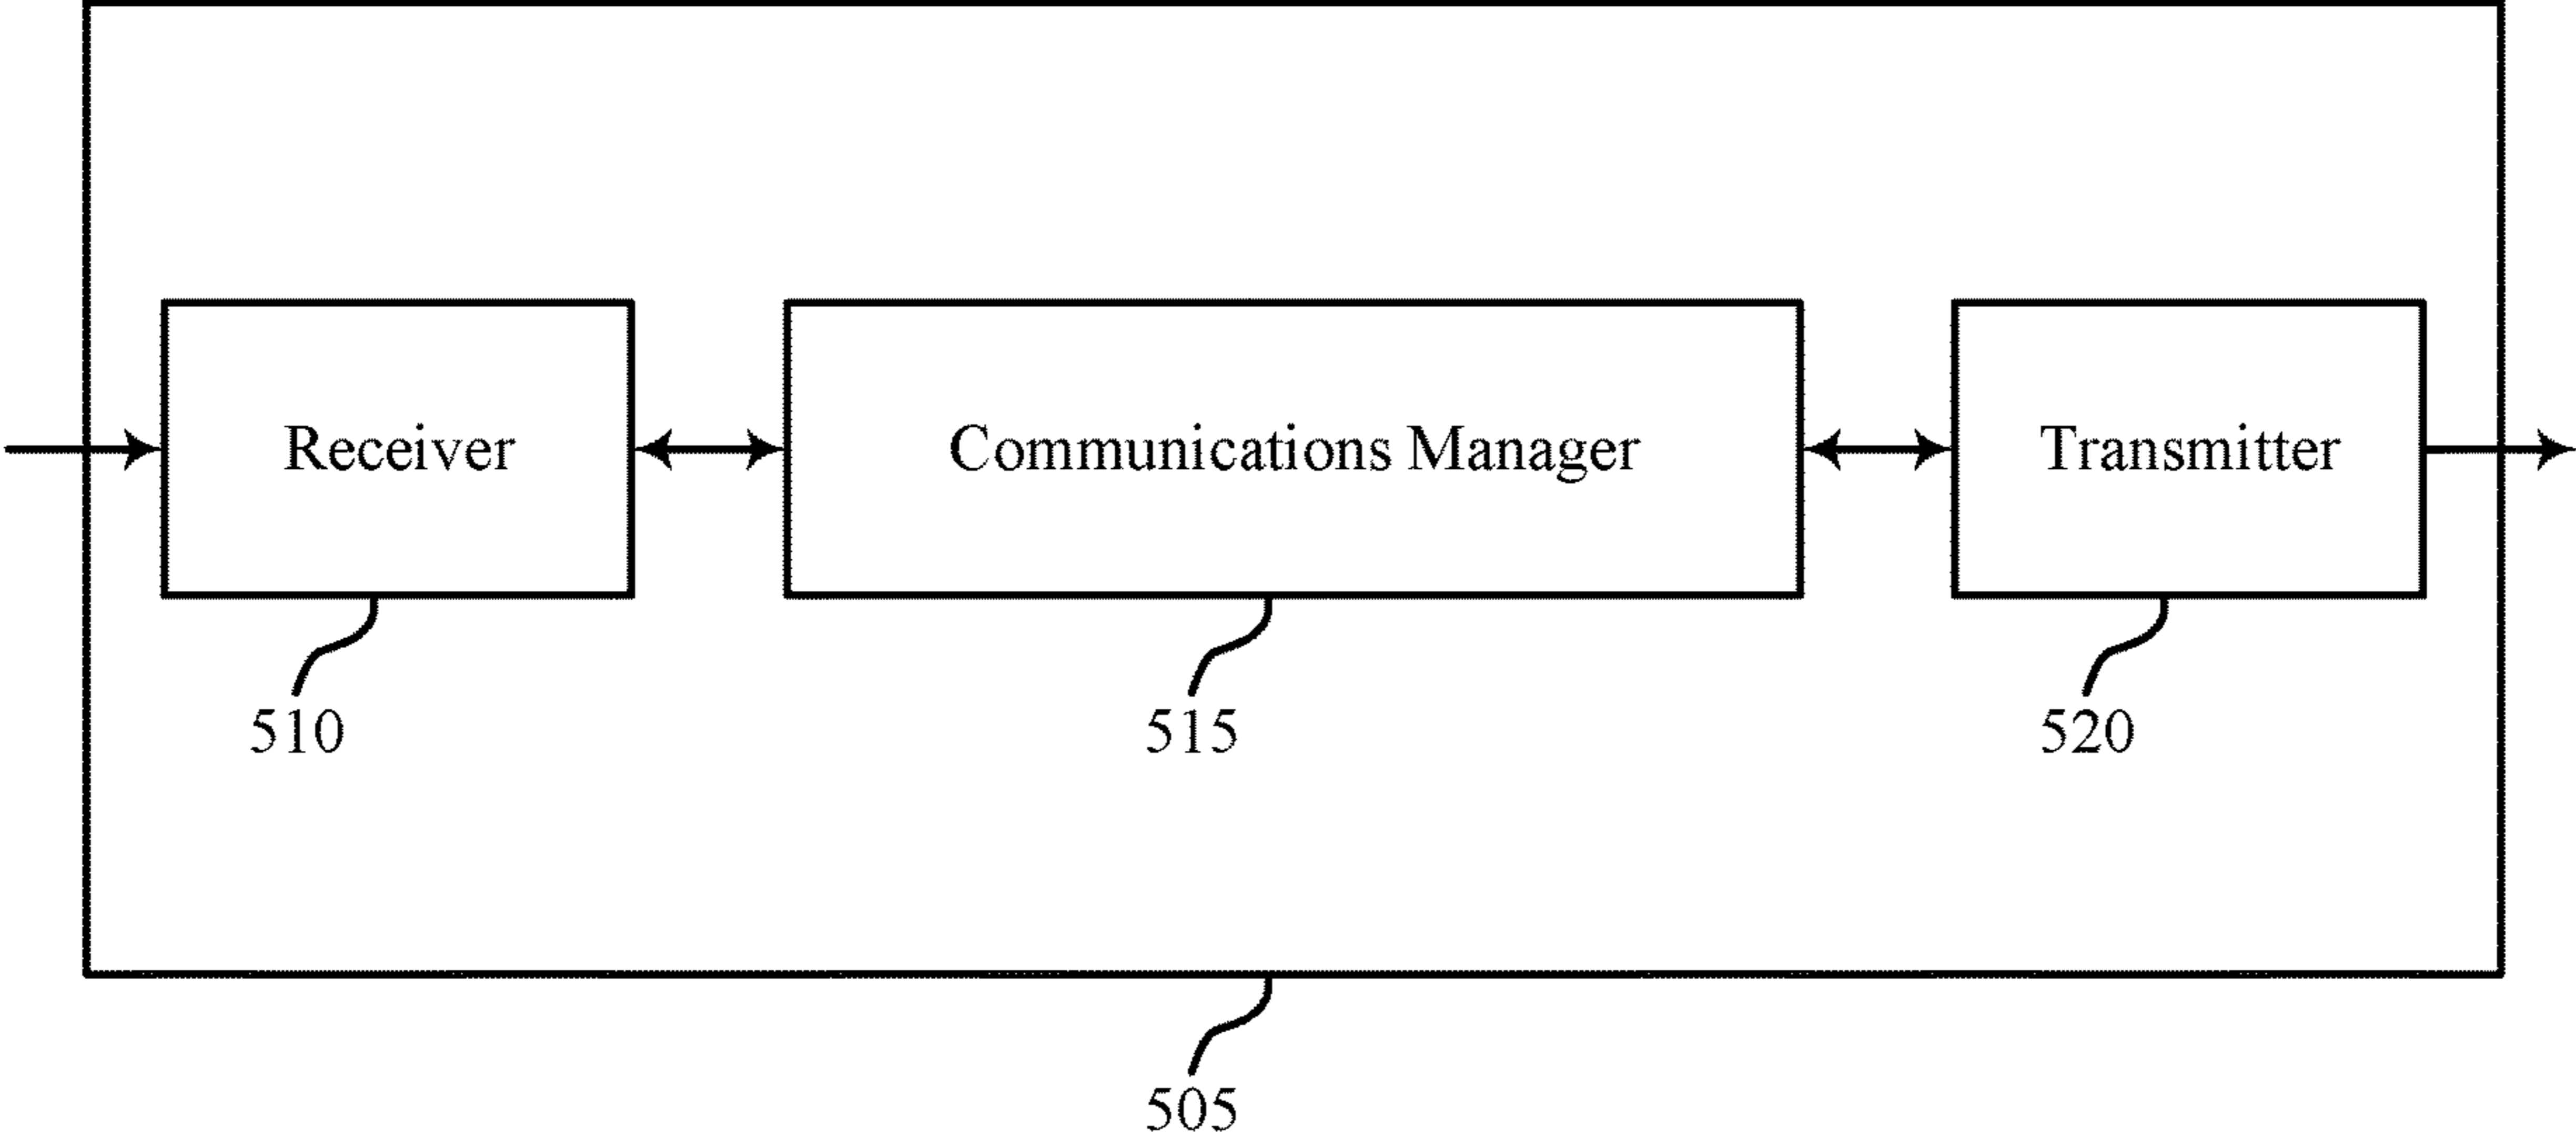 Receiver
Communications Manager
Transmitter
510
515
520
505